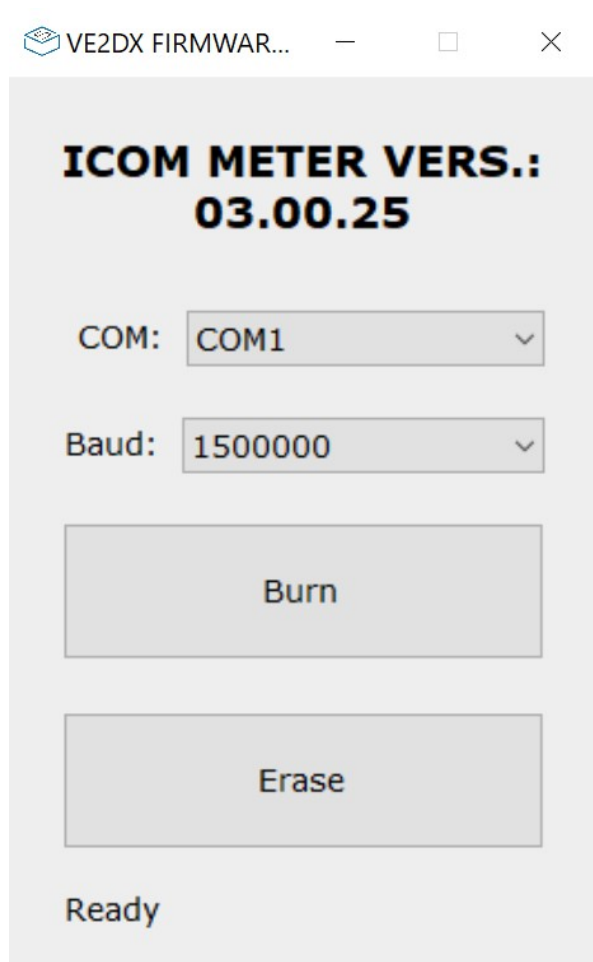 VE2DX FIRMWAR...
ICOM METER VERS.:
03.00.25
COM: COM1
Baud: 1500000
Burn
Erase
Ready